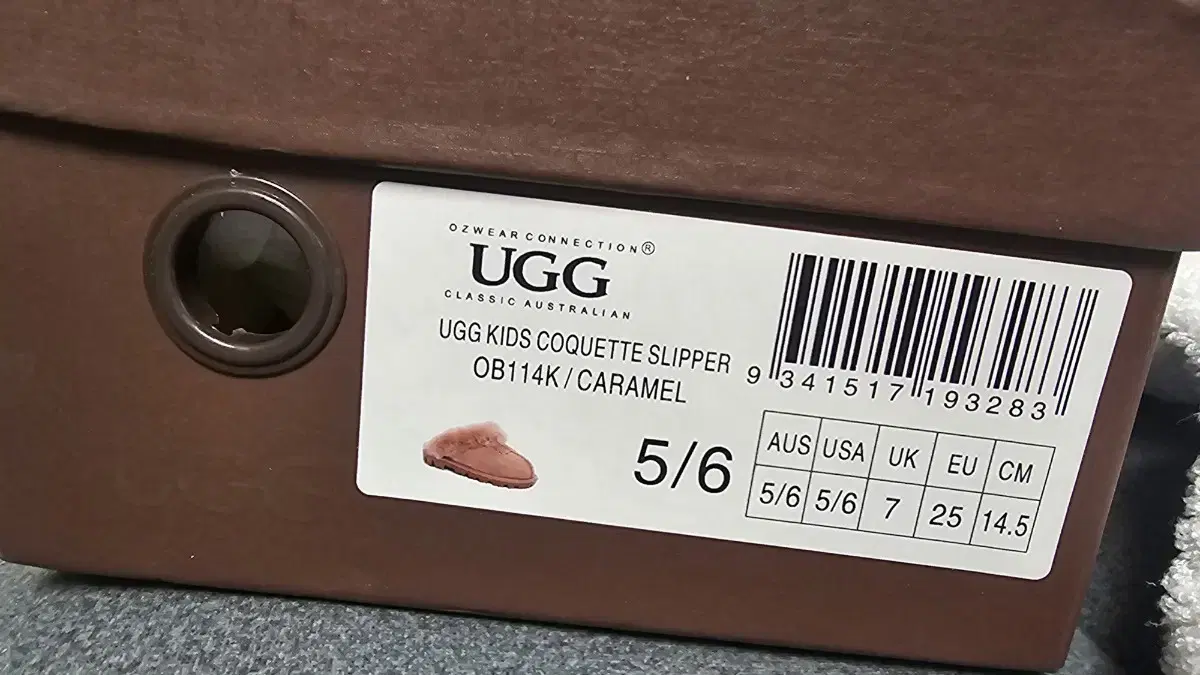 OZWEAR CONNECTION®
UGG
CLASSIC AUSTRALIAN
UGG KIDS COQUETTE SLIPPER
OB114K / CARAMEL
5/6
9 341517 193283
AUS USA UK EU CM
5/6 5/6 7 25 14.5